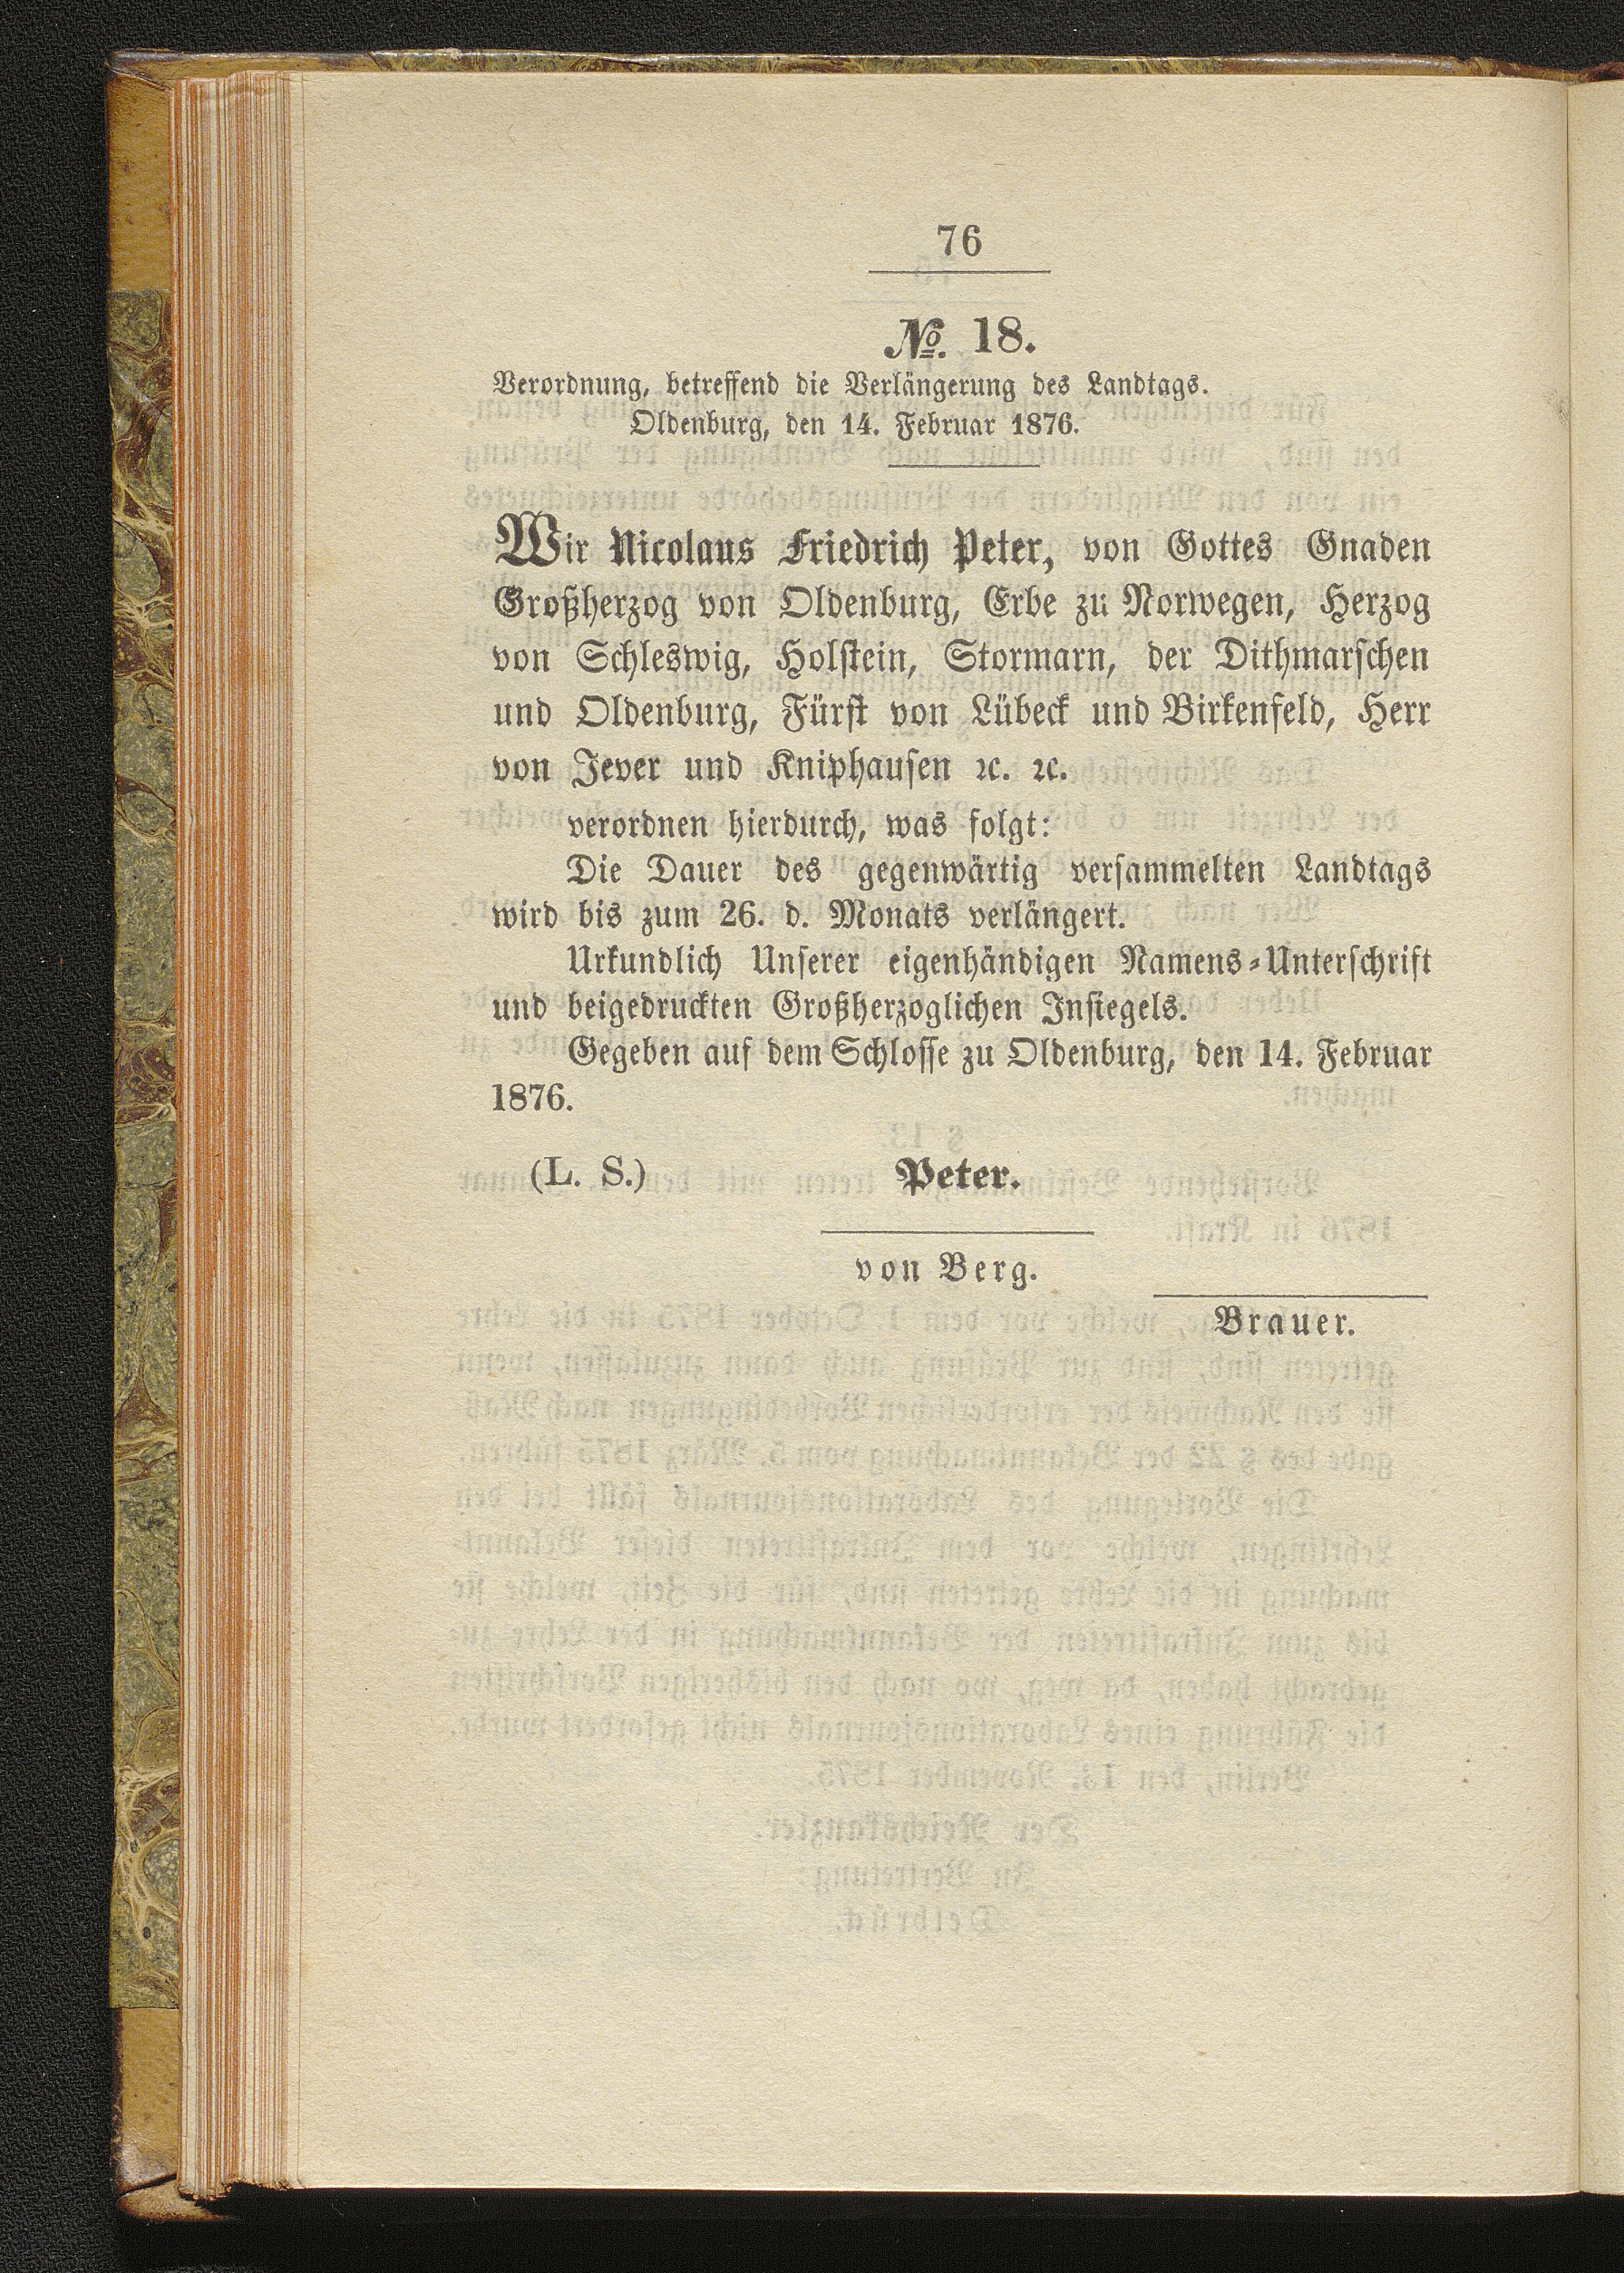 76
№. 18.
Verordnung, betreffend die Verlängerung des Landtags.
Oldenburg, den 14. Februar 1876.
Wir Nicolaus Friedrich Peter, von Gottes Gnaden
Großherzog von Oldenburg, Erbe zu Norwegen, Herzog
von Schleswig, Holstein, Stormarn, der Dithmarschen
und Oldenburg, Fürst von Lübeck und Birkenfeld, Herr
von Jever und Kniphausen ꝛc. ꝛc.
verordnen hierdurch, was folgt:
Die Dauer des gegenwärtig versammelten Landtags
wird bis zum 26. d. Monats verlängert.
Urkundlich Unserer eigenhändigen Namens-Unterschrift
und beigedruckten Großherzoglichen Insiegels.
Gegeben auf dem Schlosse zu Oldenburg, den 14. Februar
1876.
(L. S.) Peter.
von Berg.
Brauer.